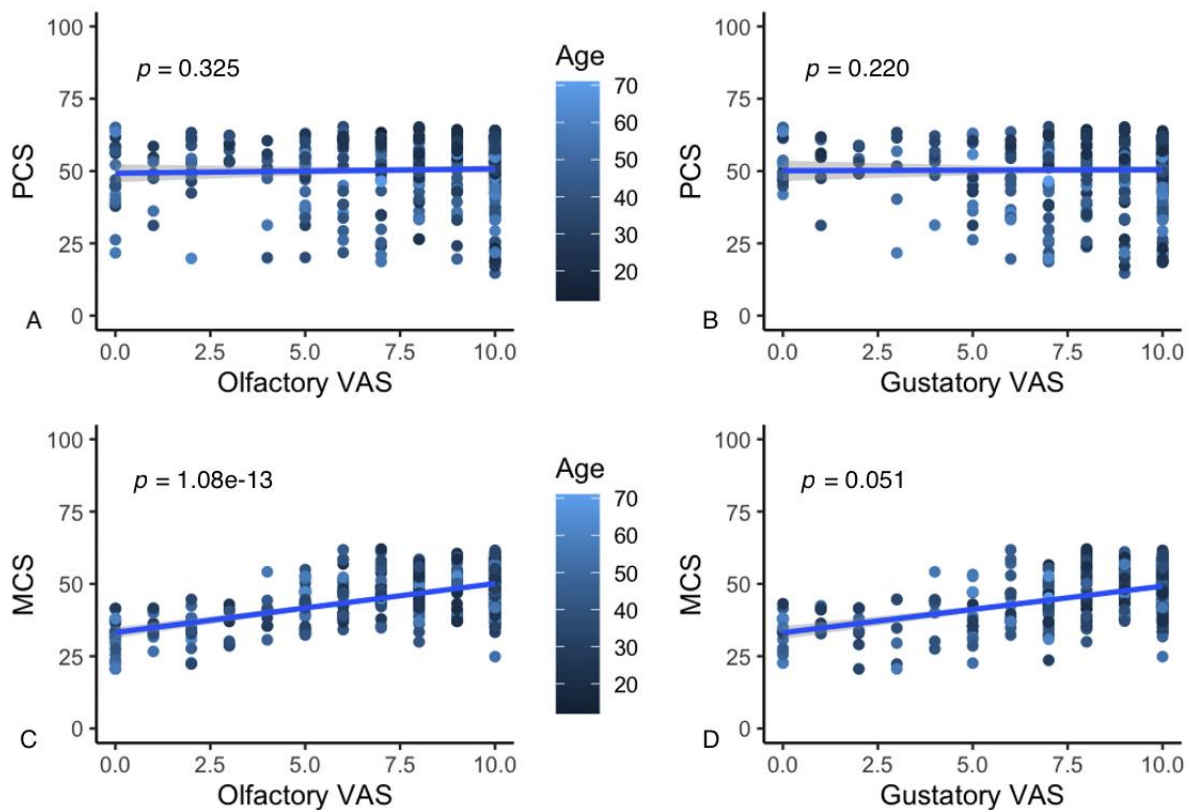 100
75
50
25
0
PCS
p = 0.325
A
0.0 2.5 5.0 7.5 10.0
Olfactory VAS
Age
70
60
50
40
30
20
100
75
50
25
0
PCS
p = 0.220
B
0.0 2.5 5.0 7.5 10.0
Gustatory VAS
100
75
50
25
0
MCS
p = 1.08e-13
C
0.0 2.5 5.0 7.5 10.0
Olfactory VAS
Age
70
60
50
40
30
20
100
75
50
25
0
MCS
p = 0.051
D
0.0 2.5 5.0 7.5 10.0
Gustatory VAS